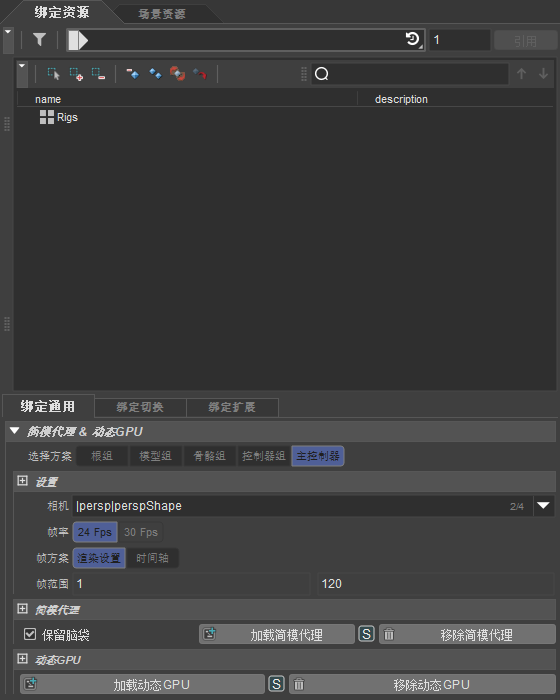 绑定资源 场景资源
1 引用
name description
Rigs
绑定通用 绑定切换 绑定扩展
简模代理 & 动态GPU
选择方案 根组 模型组 骨骼组 控制器组 主控制器
设置
相机 |persp|perspShape 2/4
帧率 24 Fps 30 Fps
帧方案 渲染设置 时间轴
帧范围 1 120
简模代理
保留脑袋 加载简模代理 S 移除简模代理
动态GPU
加载动态GPU S 移除动态GPU